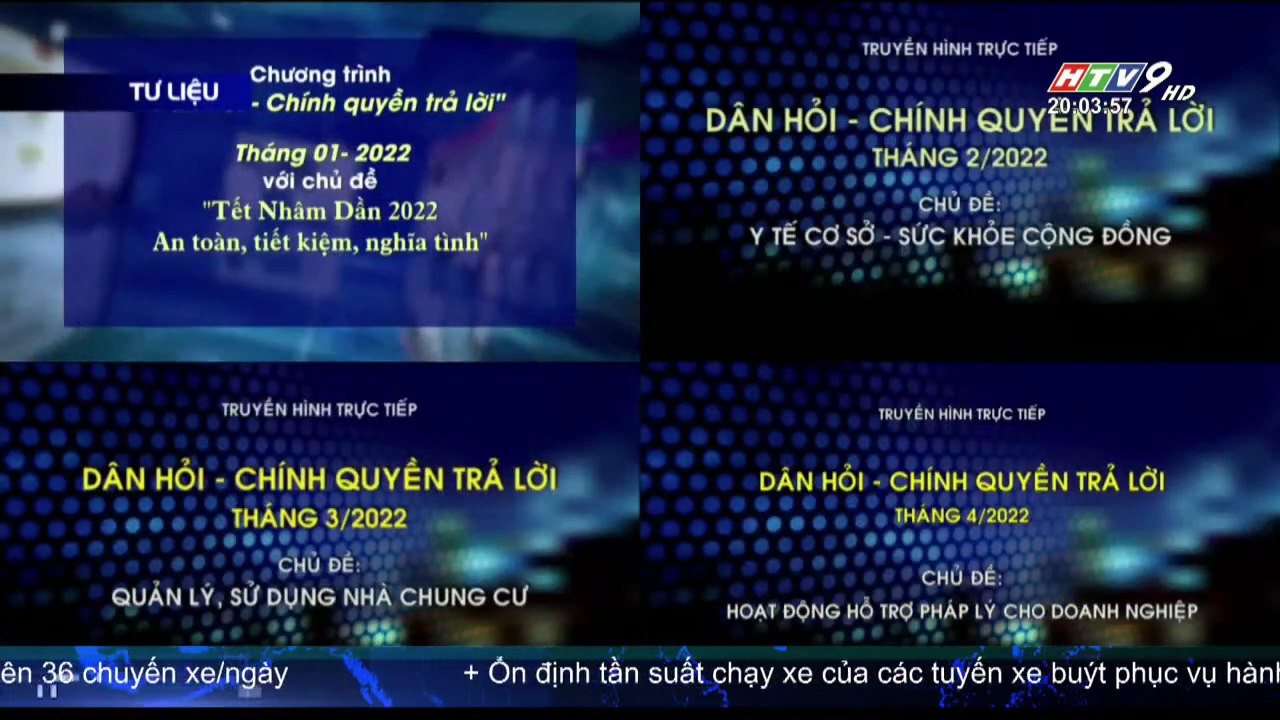 TƯ LIỆU
Chương trình
- Chính quyền trả lời"
Tháng 01- 2022
với chủ đề
"Tết Nhâm Dần 2022
An toàn, tiết kiệm, nghĩa tình"
TRUYỀN HÌNH TRỰC TIẾP
HTV9 HD
20:03:57
DÂN HỎI - CHÍNH QUYỀN TRẢ LỜI
THÁNG 2/2022
CHỦ ĐỀ:
Y TẾ CƠ SỞ - SỨC KHỎE CỘNG ĐỒNG
TRUYỀN HÌNH TRỰC TIẾP
DÂN HỎI - CHÍNH QUYỀN TRẢ LỜI
THÁNG 3/2022
CHỦ ĐỀ:
QUẢN LÝ, SỬ DỤNG NHÀ CHUNG CƯ
TRUYỀN HÌNH TRỰC TIẾP
DÂN HỎI - CHÍNH QUYỀN TRẢ LỜI
THÁNG 4/2022
CHỦ ĐỀ:
HOẠT ĐỘNG HỖ TRỢ PHÁP LÝ CHO DOANH NGHIỆP
ên 36 chuyến xe/ngày + Ổn định tần suất chạy xe của các tuyến xe buýt phục vụ hành